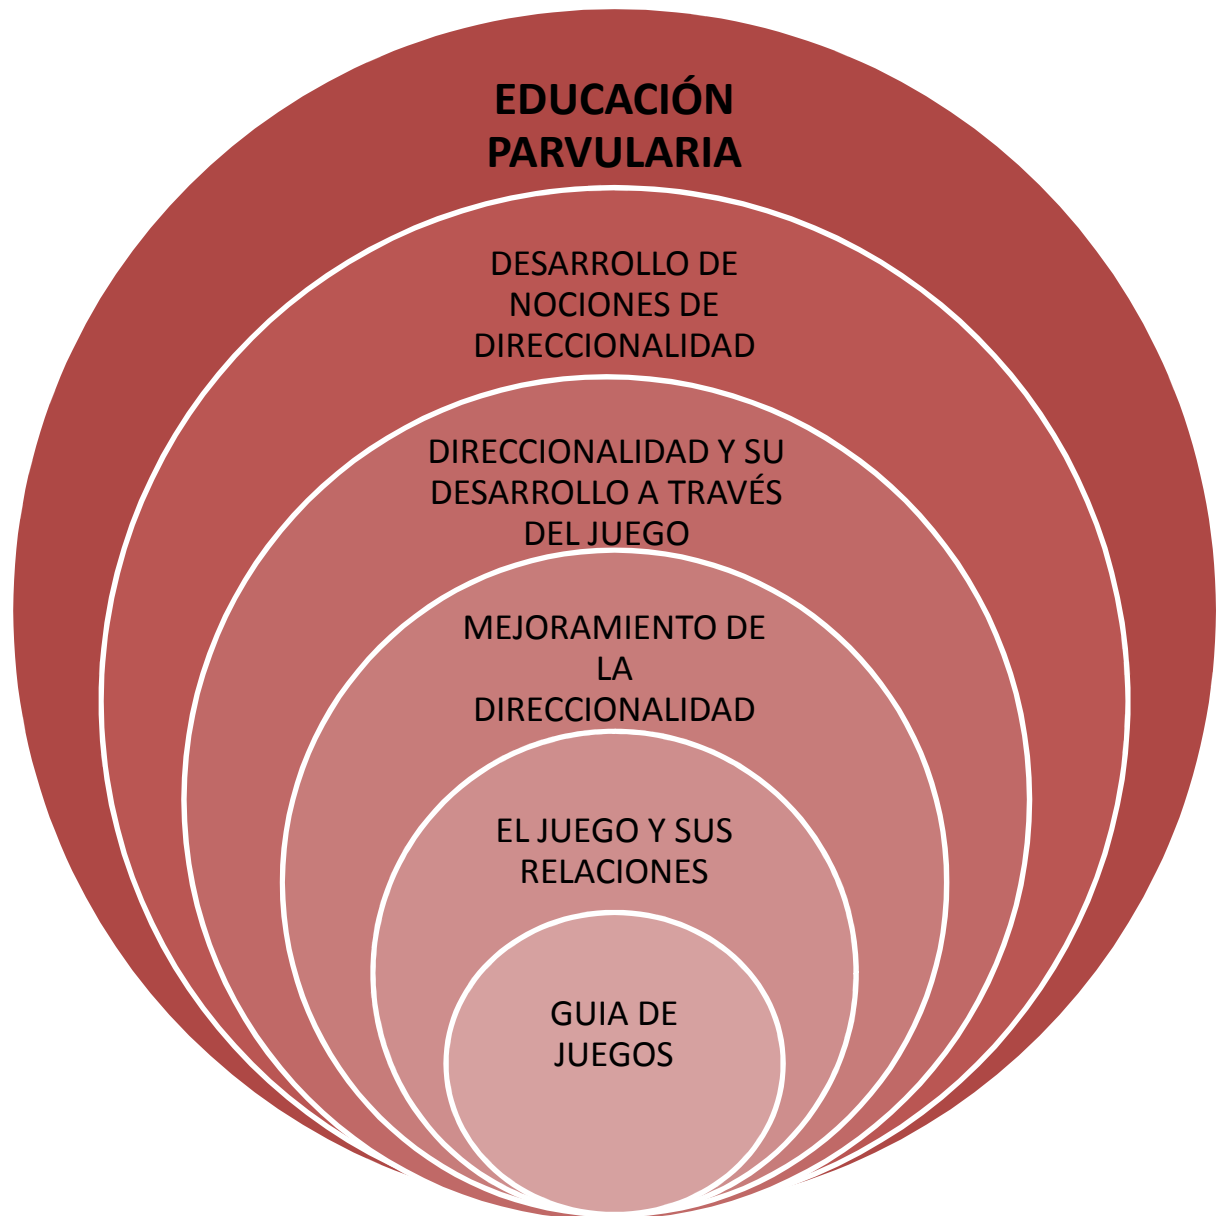 EDUCACIÓN
PARVULARIA
DESARROLLO DE
NOCIONES DE
DIRECCIONALIDAD
DIRECCIONALIDAD Y SU
DESARROLLO A TRAVÉS
DEL JUEGO
MEJORAMIENTO DE
LA
DIRECCIONALIDAD
EL JUEGO Y SUS
RELACIONES
GUIA DE
JUEGOS